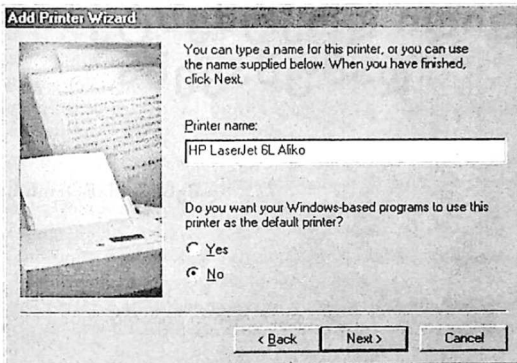 Add Printer Wizard
You can type a name for this printer, or you can use
the name supplied below. When you have finished,
click Next.
Printer name:
HP LaserJet 6L Aliko
Do you want your Windows-based programs to use this
printer as the default printer?
Yes
No
< Back
Next >
Cancel